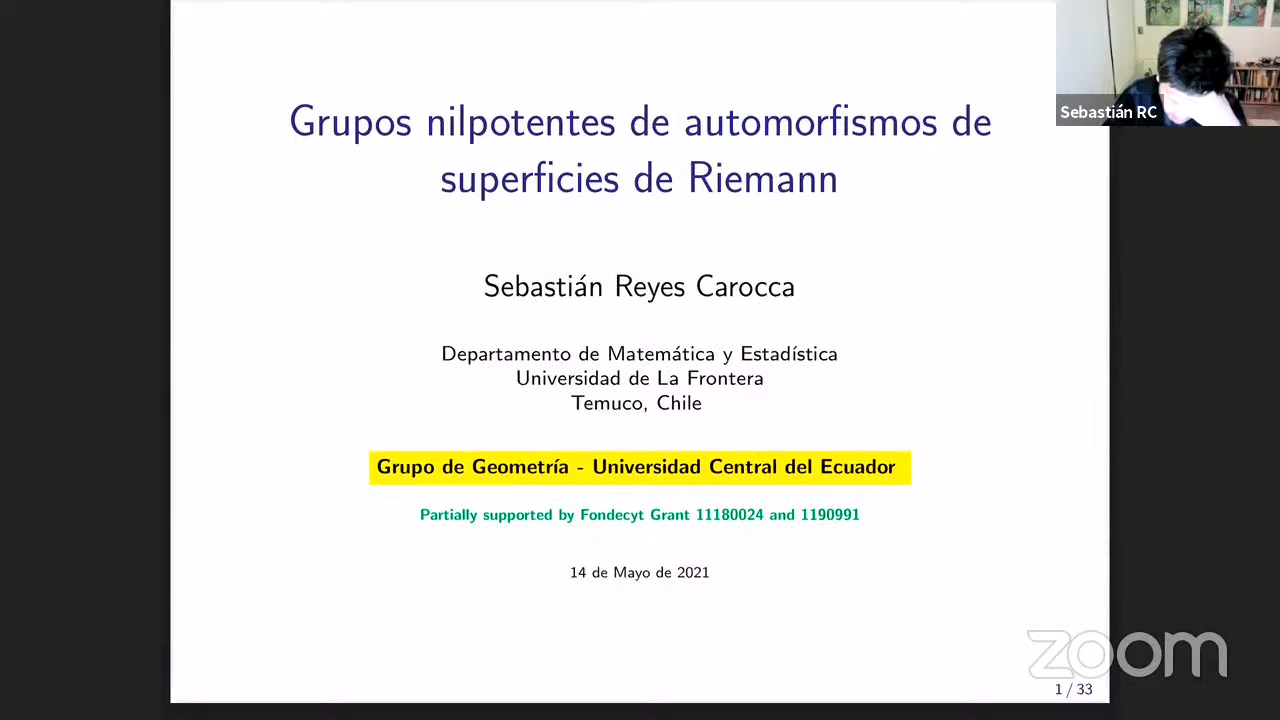 Grupos nilpotentes de automorfismos de
superficies de Riemann
Sebastián RC
Sebastián Reyes Carocca
Departamento de Matemática y Estadística
Universidad de La Frontera
Temuco, Chile
Grupo de Geometría - Universidad Central del Ecuador
Partially supported by Fondecyt Grant 11180024 and 1190991
14 de Mayo de 2021
zoom
1 / 33